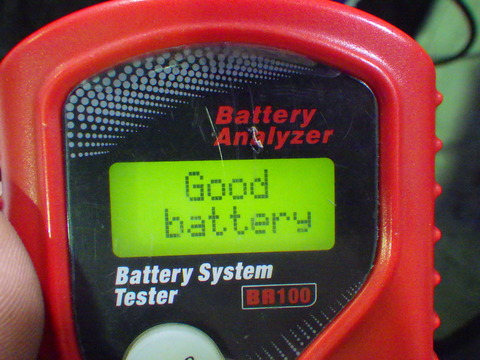 Battery
Analyzer
Good
battery
Battery System
Tester
BR100